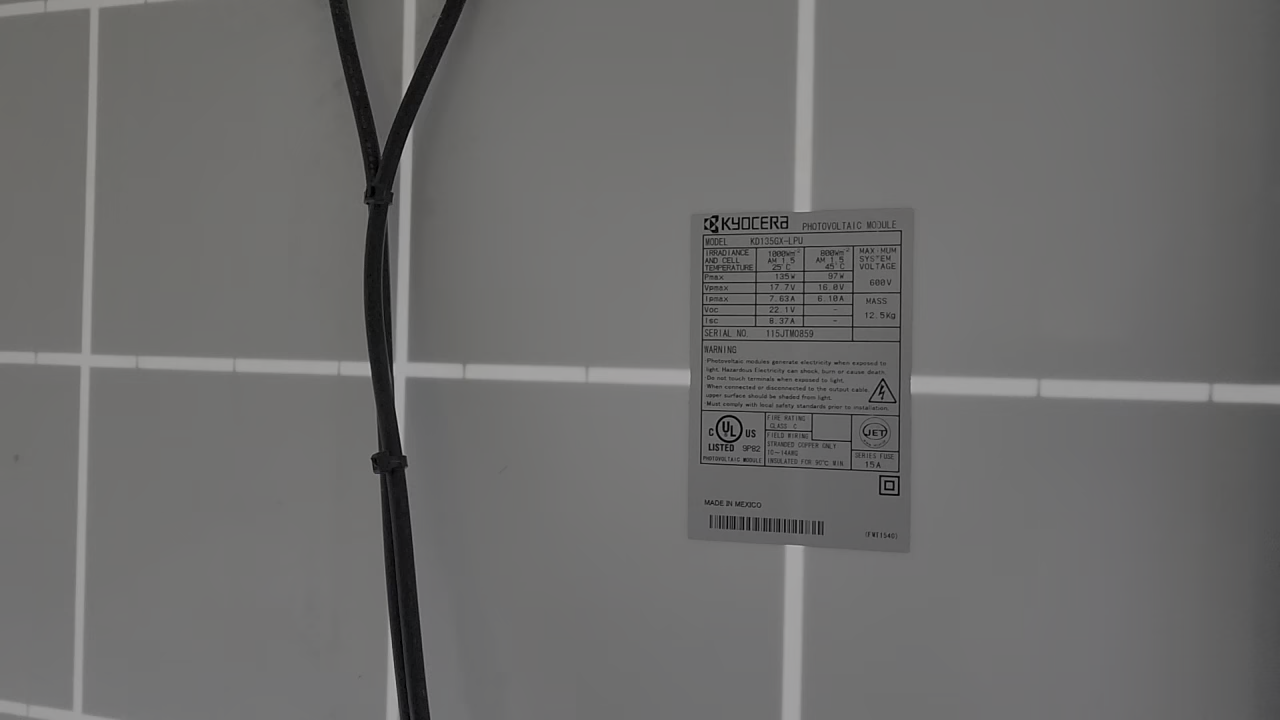 KYOCERA PHOTOVOLTAIC MODULE
MODEL KD135GX-LPU
IRRADIANCE AND CELL TEMPERATURE 1000Wm⁻² AM 1.5 25°C 800Wm⁻² AM 1.5 45°C MAXIMUM SYSTEM VOLTAGE
Pmax 135W 97W 600V
Vpmax 17.7V 16.0V
Ipmax 7.63A 6.10A MASS
Voc 22.1V - 12.5Kg
Isc 8.37A -
SERIAL NO. 115JTM0859
WARNING
Photovoltaic modules generate electricity when exposed to
light. Hazardous Electricity can shock, burn or cause death.
Do not touch terminals when exposed to light.
When connected or disconnected to the output cable,
upper surface should be shaded from light.
Must comply with local safety standards prior to installation.
C UL US
LISTED 9P82
PHOTOVOLTAIC MODULE
FIRE RATING
CLASS C
FIELD WIRING
STRANDED COPPER ONLY
10-14AWG
INSULATED FOR 90°C MIN
JET
SERIES FUSE
15A
MADE IN MEXICO